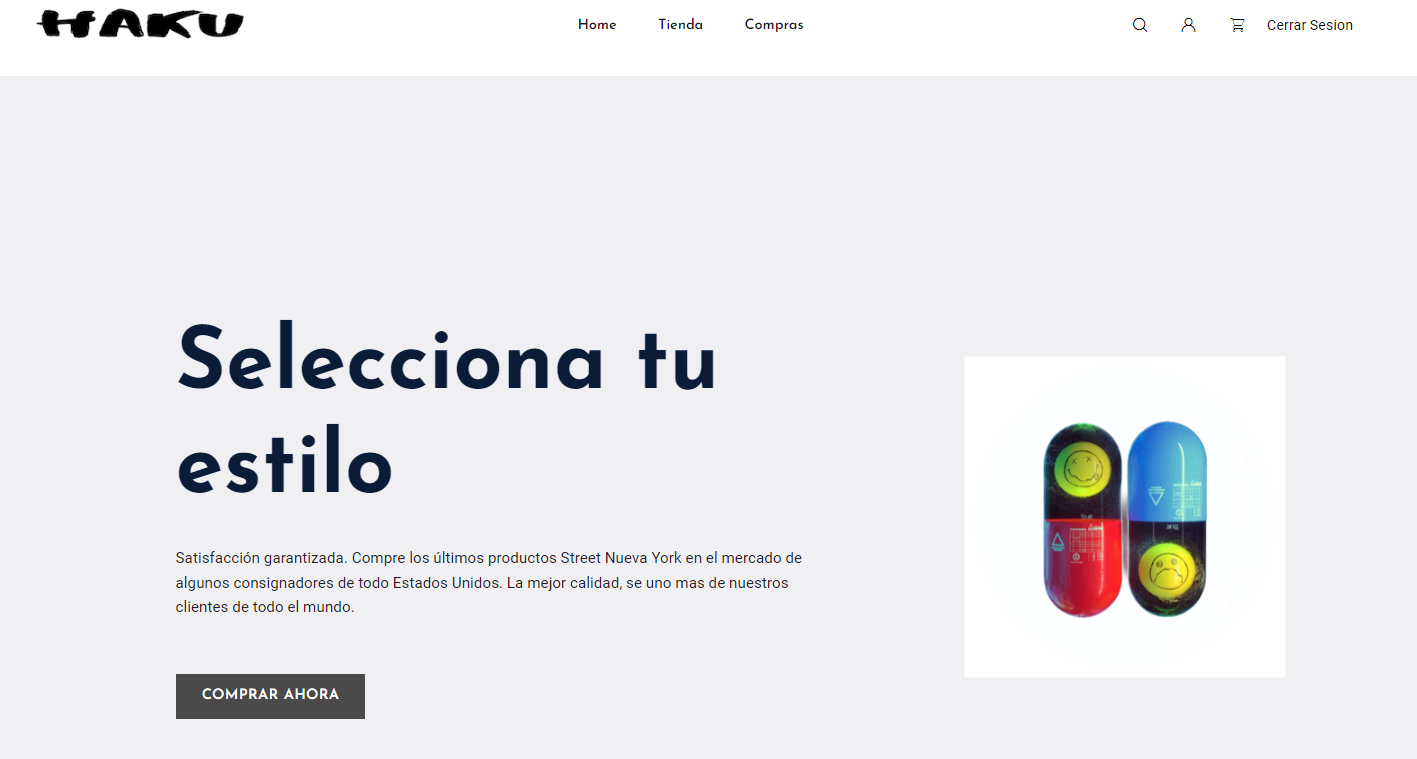 HAKU
Home
Tienda
Compras
Cerrar Sesion
Selecciona tu
estilo
Satisfacción garantizada. Compre los últimos productos Street Nueva York en el mercado de
algunos consignadores de todo Estados Unidos. La mejor calidad, se uno mas de nuestros
clientes de todo el mundo.
COMPRAR AHORA